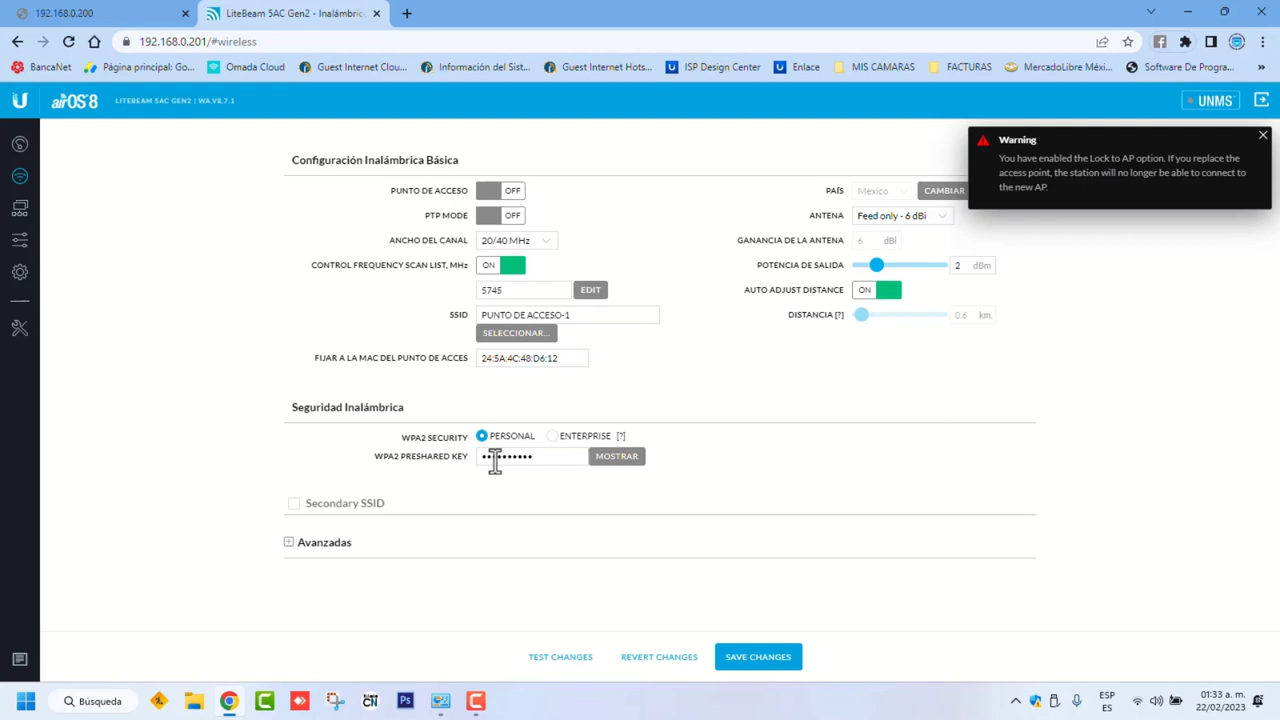 192.168.0.200
LiteBeam 5AC Gen2 - Inalámbric
192.168.0.201/#wireless
BancaNet
Página principal: Go...
Omada Cloud
Guest Internet Clou...
Información del Sist...
Guest Internet Hots...
ISP Design Center
Enlace
MIS CAMARAS
FACTURAS
MercadoLibre Méxi...
Software De Progra...
»
U airOS 8 LITEBEAM 5AC GEN2 | WA.V8.7.1
UNMS
Warning
You have enabled the Lock to AP option. If you replace the
access point, the station will no longer be able to connect to
the new AP.
Configuración Inalámbrica Básica
PUNTO DE ACCESO OFF
PTP MODE OFF
ANCHO DEL CANAL 20/40 MHz
CONTROL FREQUENCY SCAN LIST, MHz ON
5745 EDIT
SSID PUNTO DE ACCESO-1
SELECCIONAR...
FIJAR A LA MAC DEL PUNTO DE ACCES 24:5A:4C:48:D6:12
PAÍS Mexico CAMBIAR
ANTENA Feed only - 6 dBi
GANANCIA DE LA ANTENA 6 dBi
POTENCIA DE SALIDA 2 dBm
AUTO ADJUST DISTANCE ON
DISTANCIA [?] 0.6 km.
Seguridad Inalámbrica
WPA2 SECURITY PERSONAL ENTERPRISE [?]
WPA2 PRESHARED KEY •••••••••• MOSTRAR
Secondary SSID
Avanzadas
TEST CHANGES REVERT CHANGES SAVE CHANGES
Búsqueda
ESP
ES
01:33 a. m.
22/02/2023